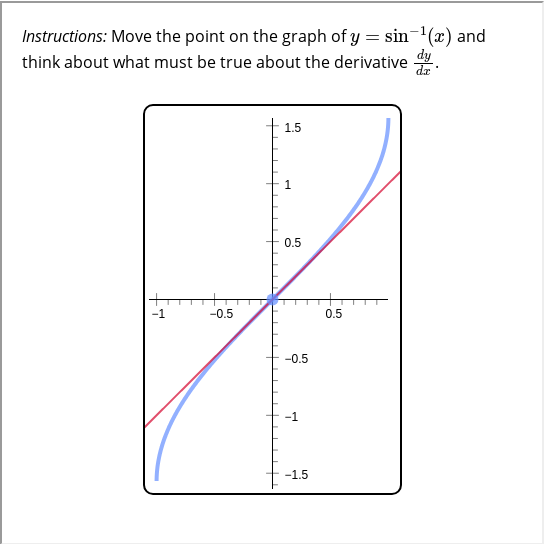 Instructions: Move the point on the graph of y = sin⁻¹(x) and
think about what must be true about the derivative dy/dx.
1.5
1
0.5
−1 −0.5 0.5
−0.5
−1
−1.5